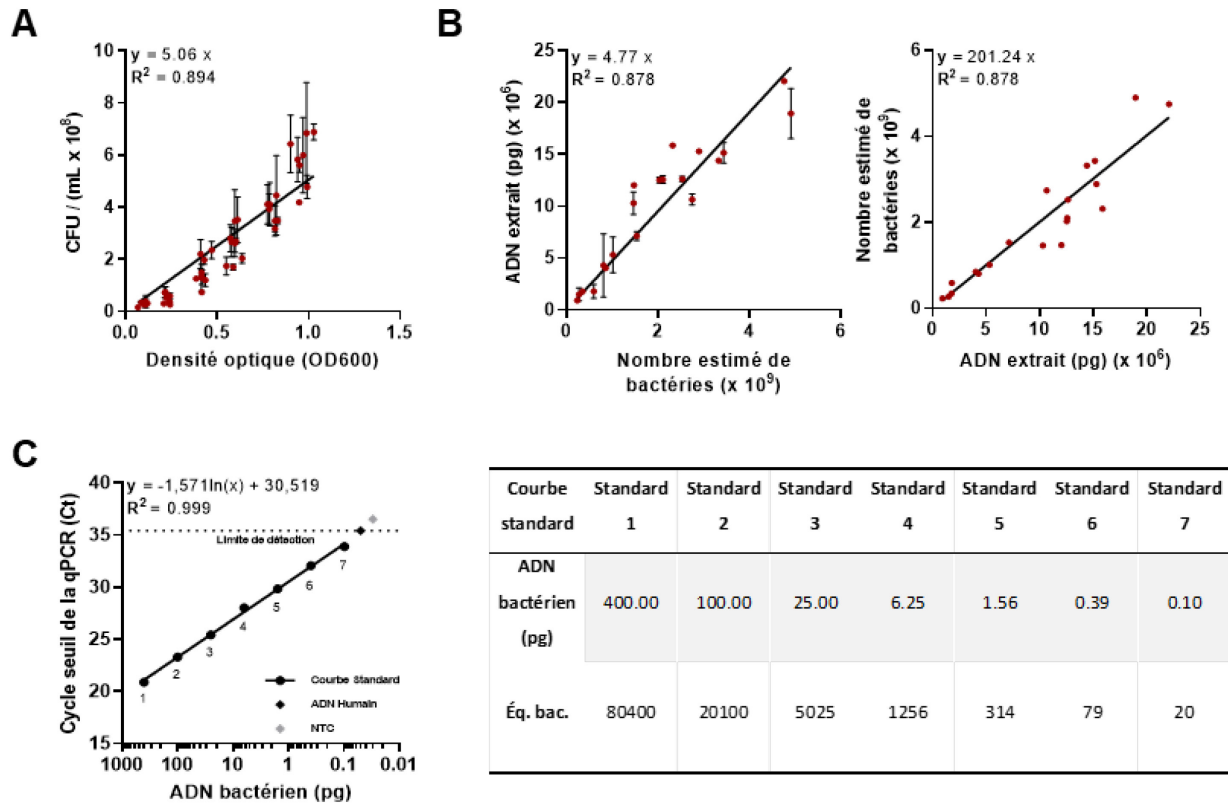 A
y = 5.06 x
R² = 0.894
CFU / (mL x 10⁸)
10
8
6
4
2
0
0.0 0.5 1.0 1.5
Densité optique (OD600)
B
y = 4.77 x
R² = 0.878
ADN extrait (pg) (x 10⁶)
25
20
15
10
5
0
0 2 4 6
Nombre estimé de
bactéries (x 10⁹)
y = 201.24 x
R² = 0.878
Nombre estimé de
bactéries (x 10⁹)
6
4
2
0
0 5 10 15 20 25
ADN extrait (pg) (x 10⁶)
C
y = -1,571ln(x) + 30,519
R² = 0.999
Cycle seuil de la qPCR (Ct)
40
35
30
25
20
15
Limite de détection
1
2
3
4
5
6
7
Courbe Standard
ADN Humain
NTC
1000 100 10 1 0.1 0.01
ADN bactérien (pg)
Courbe standard Standard 1 Standard 2 Standard 3 Standard 4 Standard 5 Standard 6 Standard 7
ADN bactérien (pg) 400.00 100.00 25.00 6.25 1.56 0.39 0.10
Éq. bac. 80400 20100 5025 1256 314 79 20